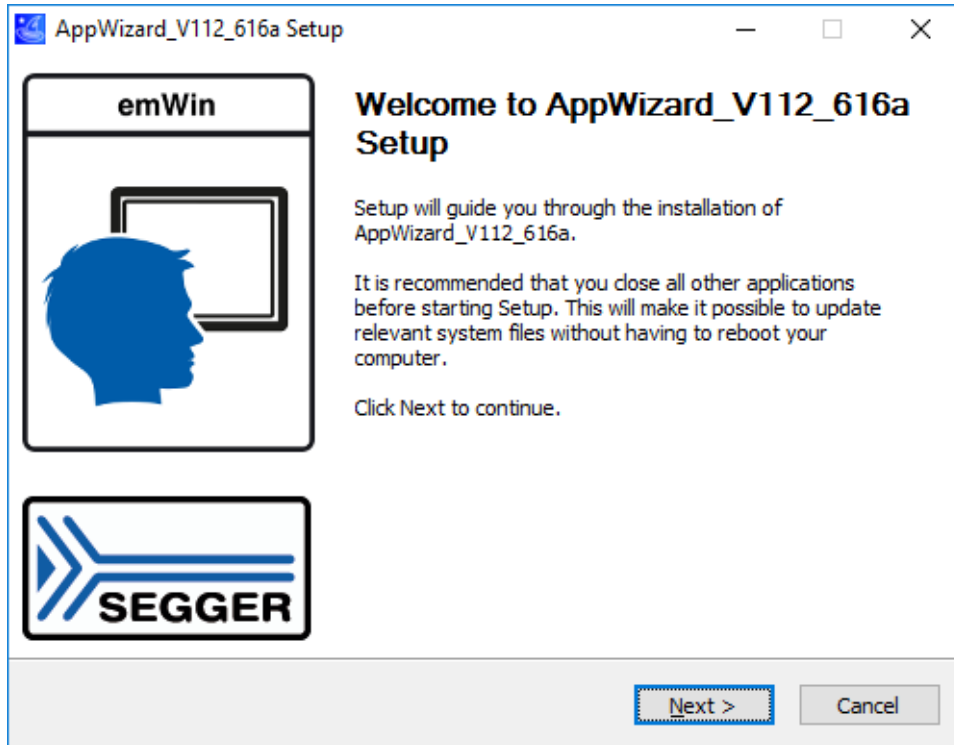 AppWizard_V112_616a Setup
emWin
Welcome to AppWizard_V112_616a
Setup
Setup will guide you through the installation of
AppWizard_V112_616a.
It is recommended that you close all other applications
before starting Setup. This will make it possible to update
relevant system files without having to reboot your
computer.
Click Next to continue.
SEGGER
Next >
Cancel